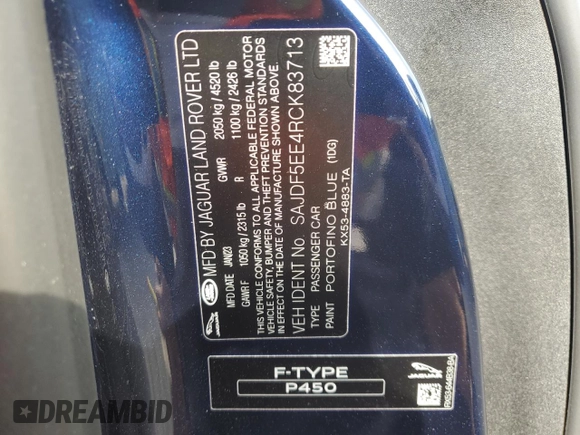 MFD BY JAGUAR LAND ROVER LTD
MFD DATE JAN/23 GVWR 2050 kg / 4520 lb
GAWR F 1050 kg / 2315 lb R 1100 kg / 2426 lb
THIS VEHICLE CONFORMS TO ALL APPLICABLE FEDERAL MOTOR
VEHICLE SAFETY, BUMPER AND THEFT PREVENTION STANDARDS
IN EFFECT ON THE DATE OF MANUFACTURE SHOWN ABOVE.
VEH IDENT No. SAJDF5EE4RCK83713
TYPE PASSENGER CAR
PAINT PORTOFINO BLUE (1DG)
KX53-4883-TA
F-TYPE
P450
DREAMBID